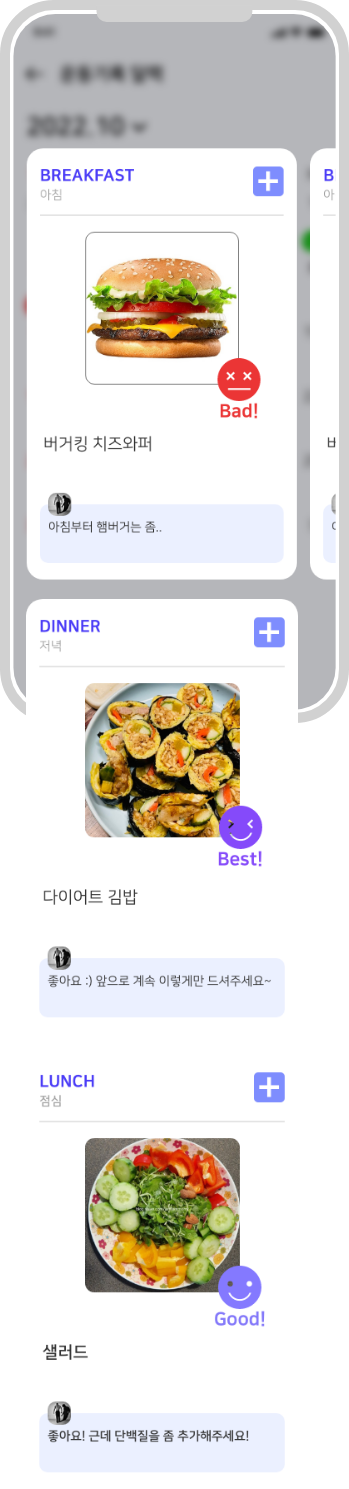 운동기록 달력
2022.10
BREAKFAST
아침
Bad!
버거킹 치즈와퍼
아침부터 햄버거는 좀..
B
DINNER
저녁
Best!
다이어트 김밥
좋아요 :) 앞으로 계속 이렇게만 드셔주세요~
LUNCH
점심
Good!
샐러드
좋아요! 근데 단백질을 좀 추가해주세요!